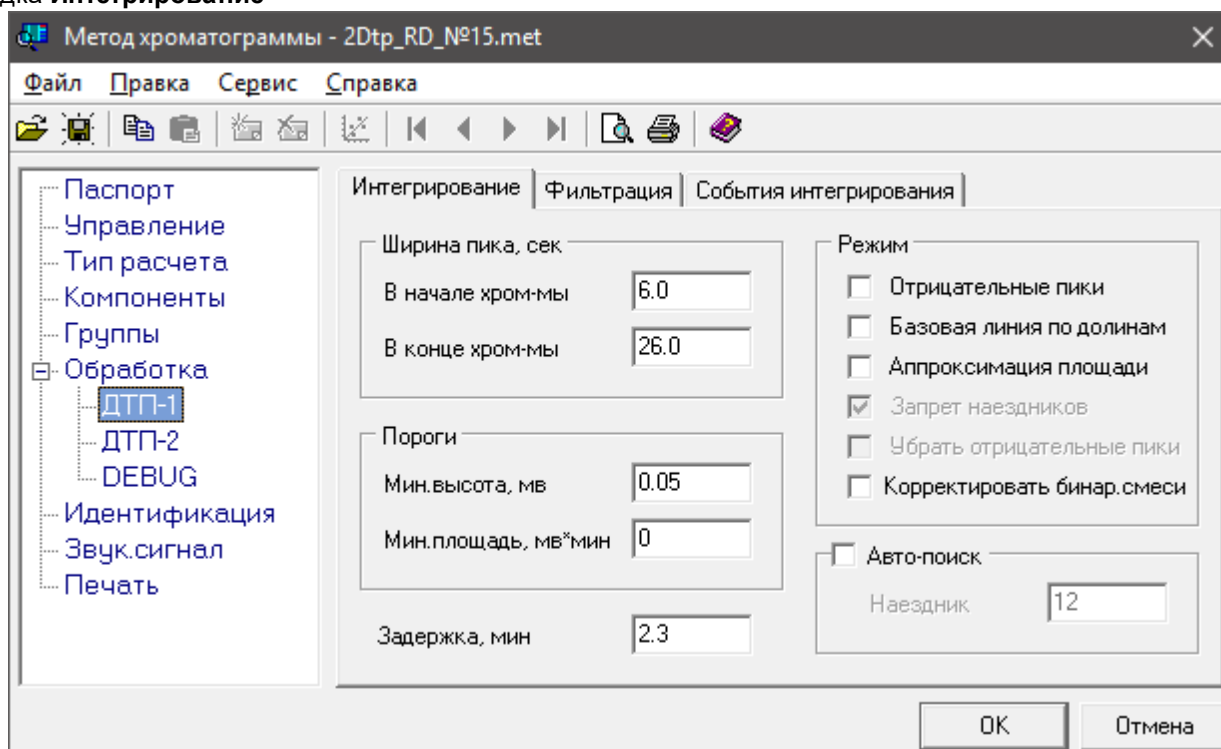 дка Интегрирование
Метод хроматограммы - 2Dtp_RD_№15.met
Файл Правка Сервис Справка
Паспорт
Управление
Тип расчета
Компоненты
Группы
Обработка
ДТП-1
ДТП-2
DEBUG
Идентификация
Звук.сигнал
Печать
Интегрирование Фильтрация События интегрирования
Ширина пика, сек
В начале хром-мы 6.0
В конце хром-мы 26.0
Пороги
Мин.высота, мв 0.05
Мин.площадь, мв*мин 0
Задержка, мин 2.3
Режим
Отрицательные пики
Базовая линия по долинам
Аппроксимация площади
Запрет наездников
Убрать отрицательные пики
Корректировать бинар.смеси
Авто-поиск
Наездник 12
OK Отмена